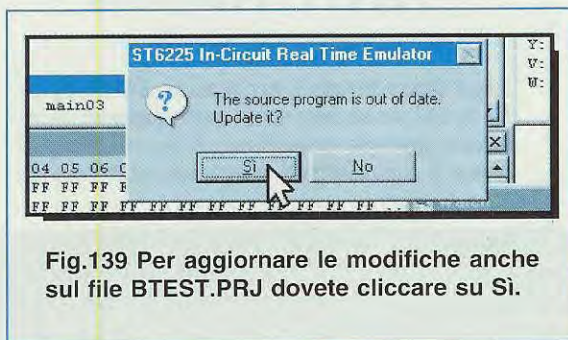 ST6225 In-Circuit Real Time Emulator
Y:
V:
W:
main03
The source program is out of date.
Update it?
Sì No
04 05 06
FF FF FF
FF FF FF FF FF FF FF FF FF FF FF FF ..
Fig.139 Per aggiornare le modifiche anche
sul file BTEST.PRJ dovete cliccare su Sì.